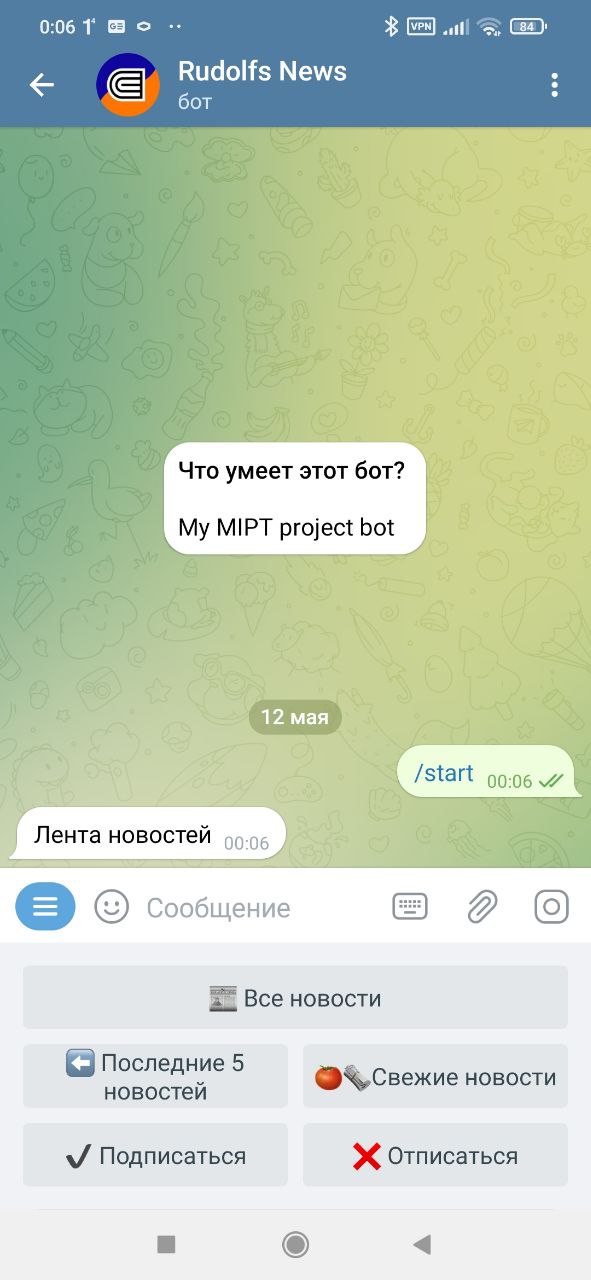 0:06
VPN
84
Rudolfs News
бот
Что умеет этот бот?
My MIPT project bot
12 мая
/start 00:06
Лента новостей 00:06
Сообщение
Все новости
Последние 5
новостей
Свежие новости
Подписаться
Отписаться